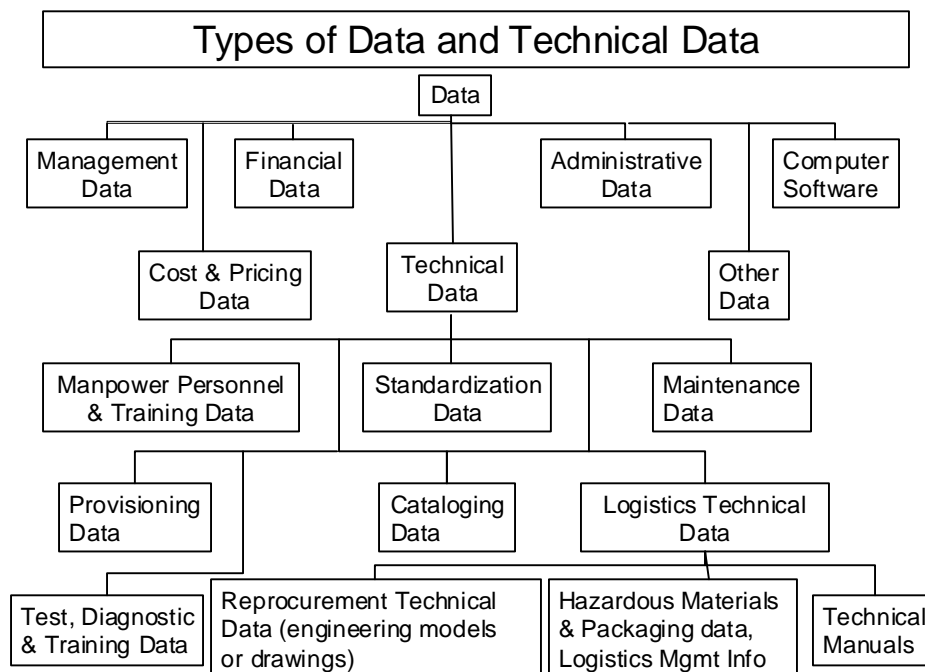 Types of Data and Technical Data
Data
Management
Data
Financial
Data
Administrative
Data
Computer
Software
Cost & Pricing
Data
Technical
Data
Other
Data
Manpower Personnel
& Training Data
Standardization
Data
Maintenance
Data
Provisioning
Data
Cataloging
Data
Logistics Technical
Data
Test, Diagnostic
& Training Data
Reprocurement Technical
Data (engineering models
or drawings)
Hazardous Materials
& Packaging data,
Logistics Mgmt Info
Technical
Manuals